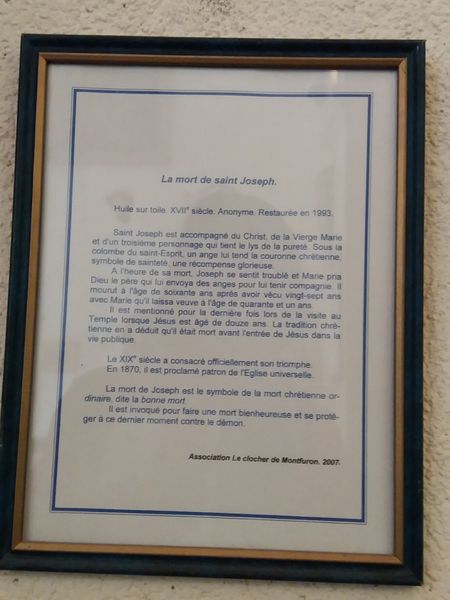 La mort de saint Joseph.
Huile sur toile. XVIIe siècle. Anonyme. Restaurée en 1993.
Saint Joseph est accompagné du Christ, de la Vierge Marie
et d'un troisième personnage qui tient le lys de la pureté. Sous la
colombe du saint-Esprit, un ange lui tend la couronne chrétienne,
symbole de sainteté, une récompense glorieuse.
A l'heure de sa mort, Joseph se sentit troublé et Marie pria
Dieu le père qui lui envoya des anges pour lui tenir compagnie. Il
mourut à l'âge de soixante ans après avoir vécu vingt-sept ans
avec Marie qu'il laissa veuve à l'âge de quarante et un ans.
Il est mentionné pour la dernière fois lors de la visite au
Temple lorsque Jésus est âgé de douze ans. La tradition chré-
tienne en a déduit qu'il était mort avant l'entrée de Jésus dans la
vie publique.
Le XIXe siècle a consacré officiellement son triomphe.
En 1870, il est proclamé patron de l'Eglise universelle.
La mort de Joseph est le symbole de la mort chrétienne or-
dinaire, dite la bonne mort.
Il est invoqué pour faire une mort bienheureuse et se proté-
ger à ce dernier moment contre le démon.
Association Le clocher de Montfuron. 2007.